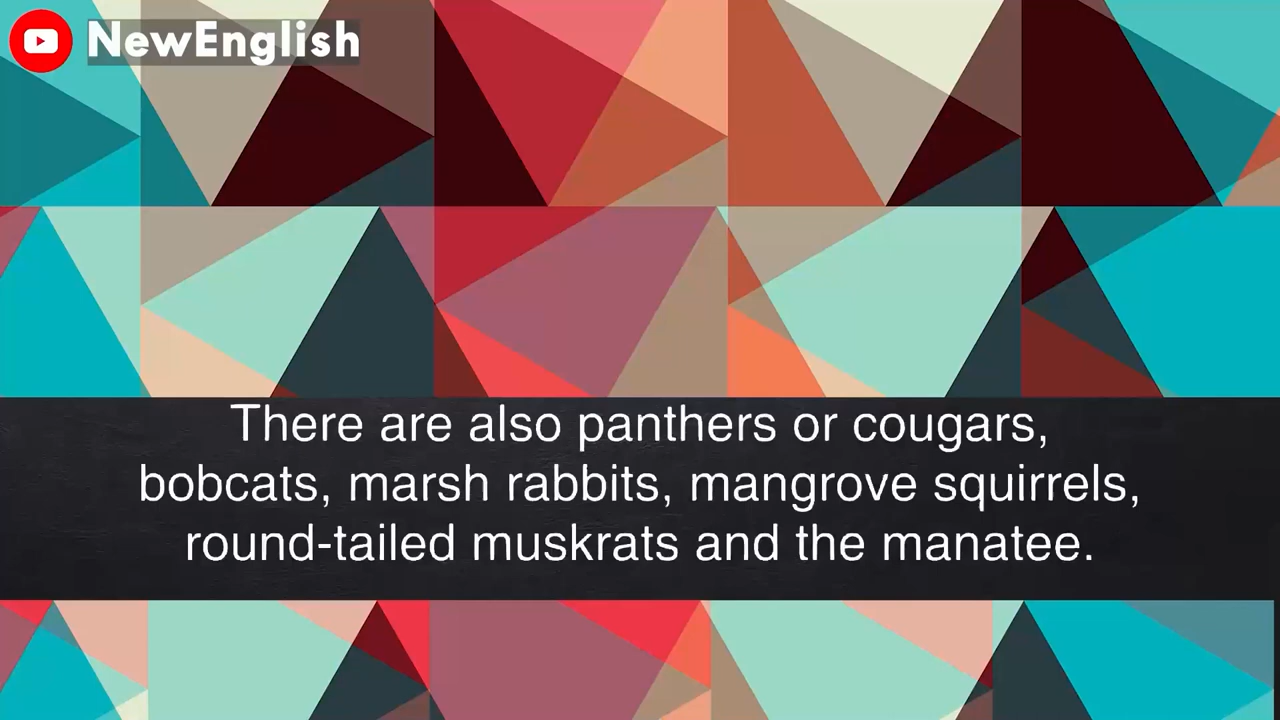 NewEnglish
There are also panthers or cougars,
bobcats, marsh rabbits, mangrove squirrels,
round-tailed muskrats and the manatee.